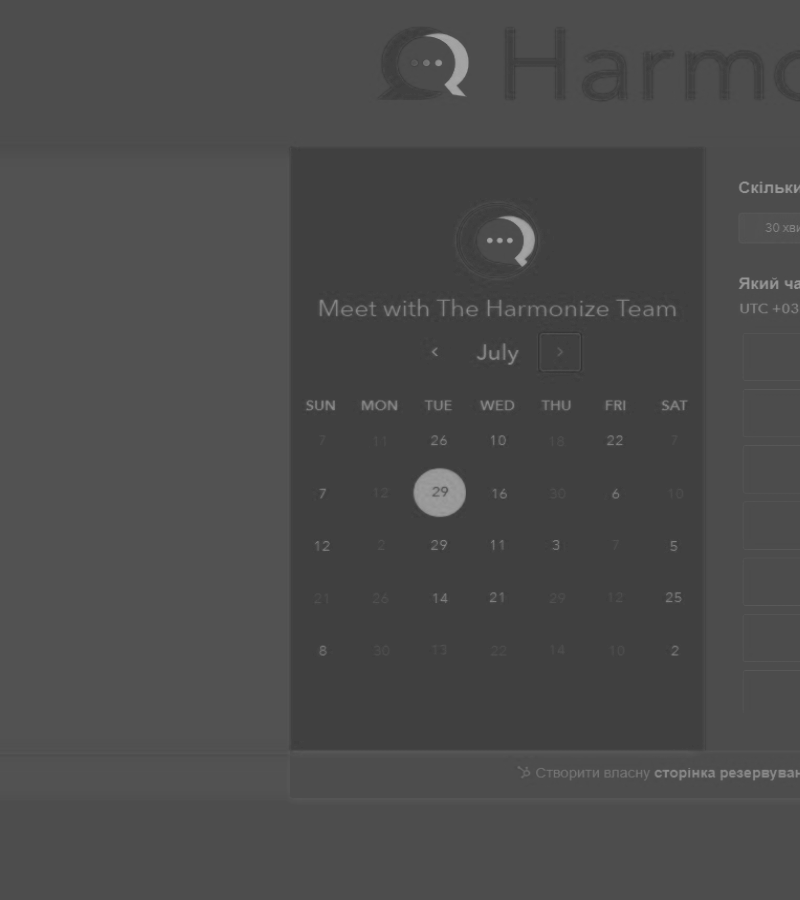 Harmo
Meet with The Harmonize Team
July
SUN MON TUE WED THU FRI SAT
7 11 26 10 18 22 7
7 12 29 16 30 6 10
12 2 29 11 3 7 5
21 26 14 21 29 12 25
8 30 13 22 14 10 2
Скільки
30 хви
Який ча
UTC +03
Створити власну сторінка резервуван